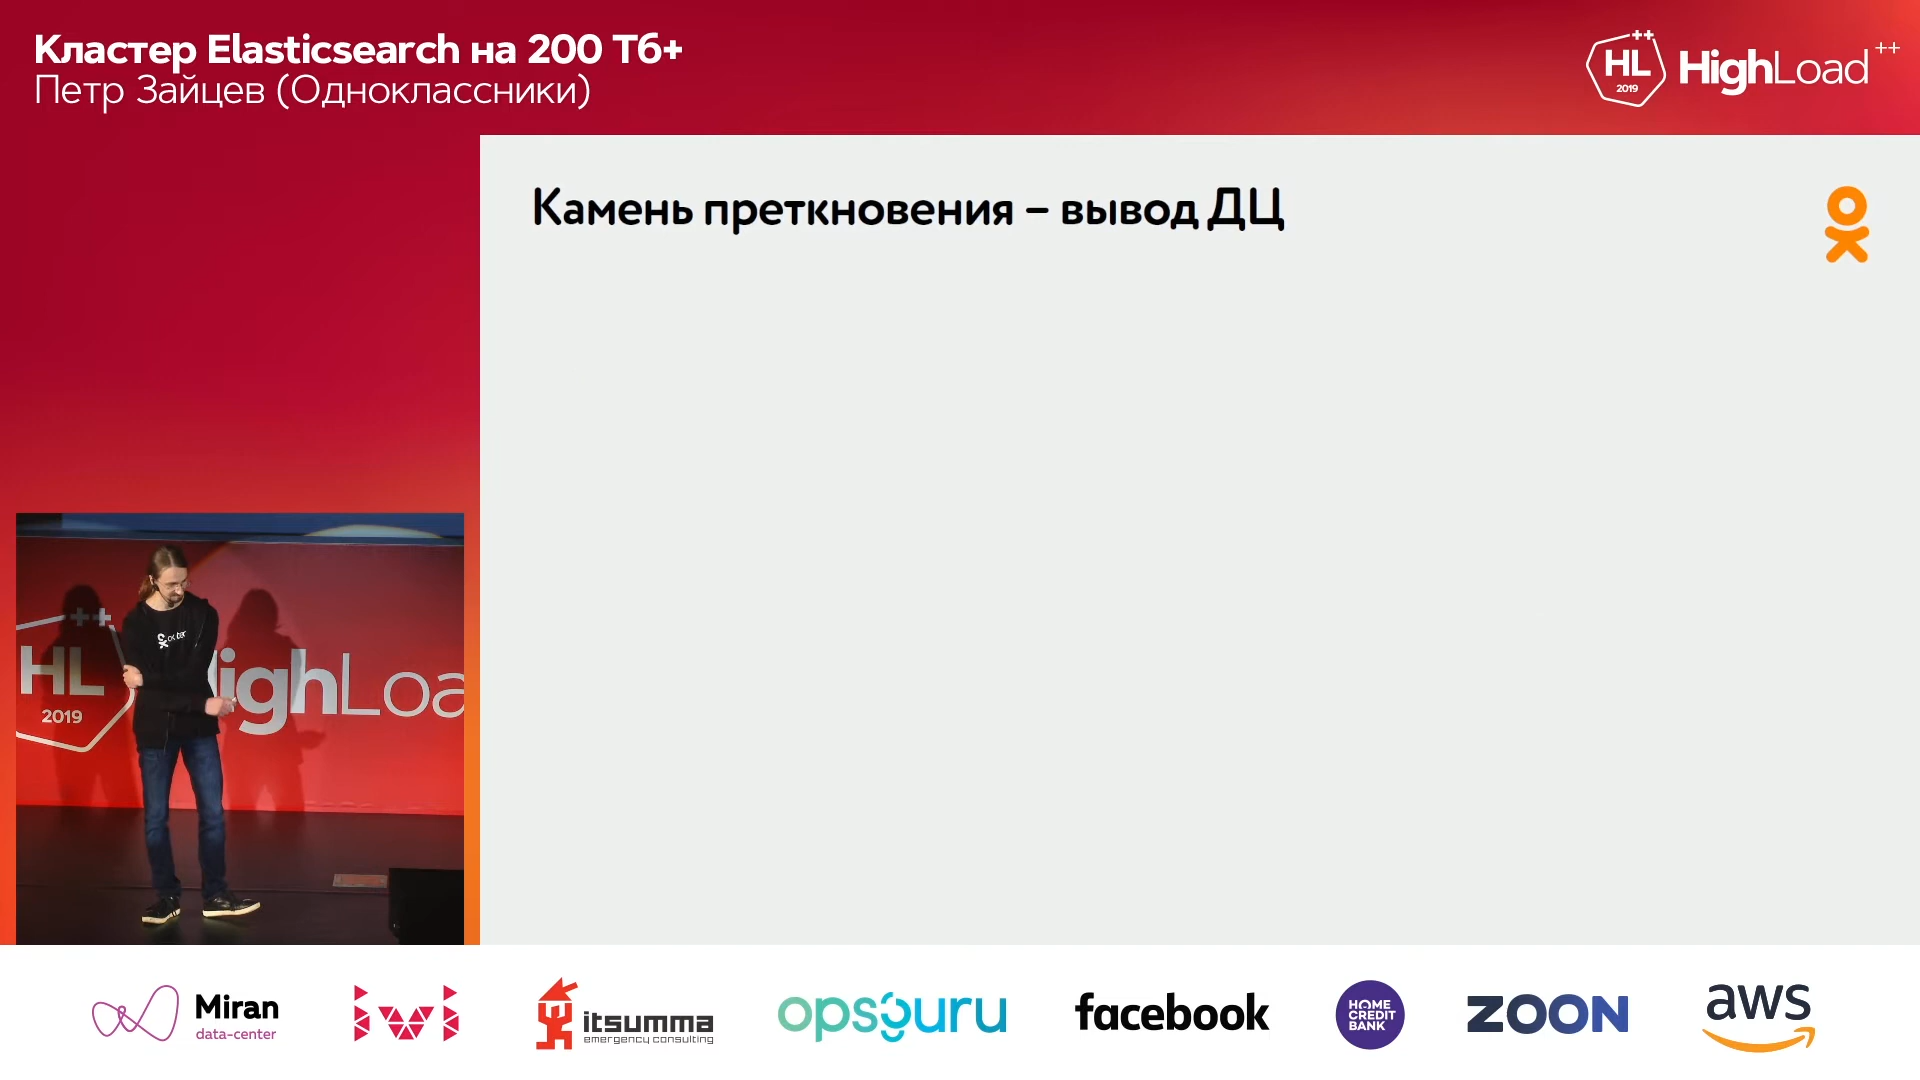 Кластер Elasticsearch на 200 Тб+
Петр Зайцев (Одноклассники)
HL
2019
HighLoad++
Камень преткновения – вывод ДЦ
HL
2019
ighLoa
Miran
data-center
ivi
itsumma
emergency consulting
opsguru
facebook
HOME
CREDIT
BANK
ZOON
aws